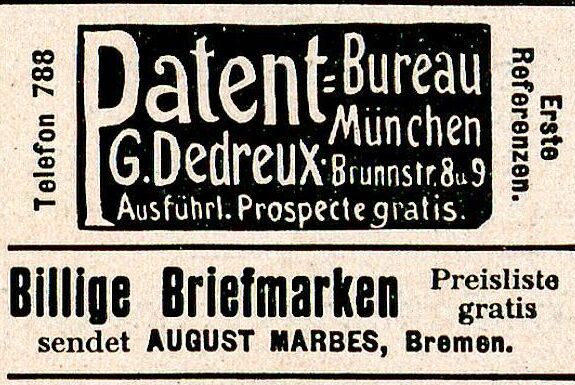 Telefon 788
Patent=Bureau
München
G. Dedreux· Brunnstr. 8 u 9
Ausführl. Prospecte gratis.
Erste
Referenzen.
Billige Briefmarken Preisliste
gratis
sendet AUGUST MARBES, Bremen.